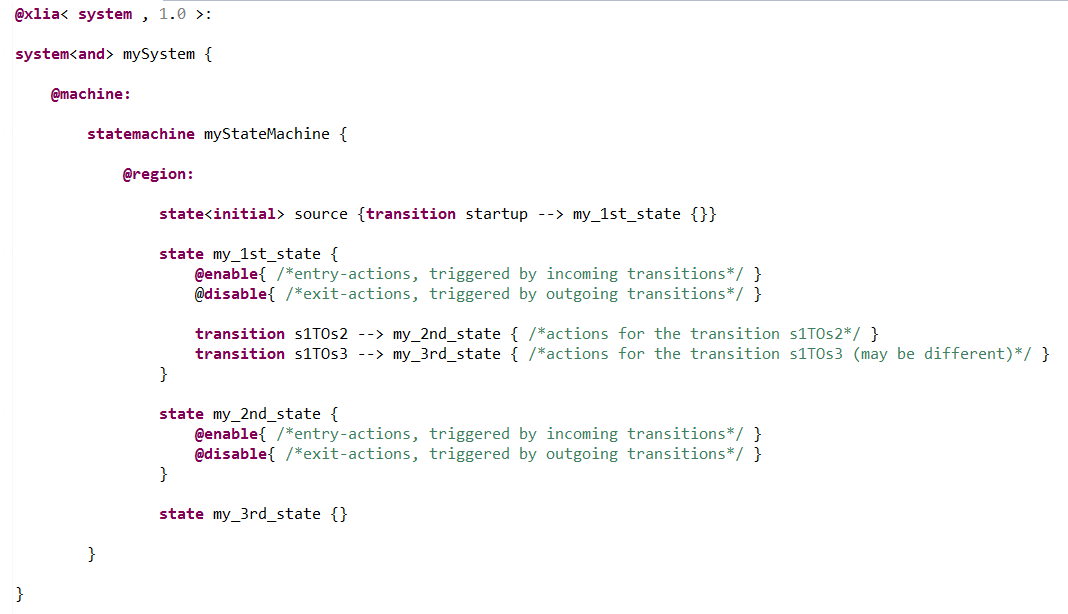 @xlia< system , 1.0 >:
system<and> mySystem {
@machine:
statemachine myStateMachine {
@region:
state<initial> source {transition startup --> my_1st_state {}}
state my_1st_state {
@enable{ /*entry-actions, triggered by incoming transitions*/ }
@disable{ /*exit-actions, triggered by outgoing transitions*/ }
transition s1TOs2 --> my_2nd_state { /*actions for the transition s1TOs2*/ }
transition s1TOs3 --> my_3rd_state { /*actions for the transition s1TOs3 (may be different)*/ }
}
state my_2nd_state {
@enable{ /*entry-actions, triggered by incoming transitions*/ }
@disable{ /*exit-actions, triggered by outgoing transitions*/ }
}
state my_3rd_state {}
}
}